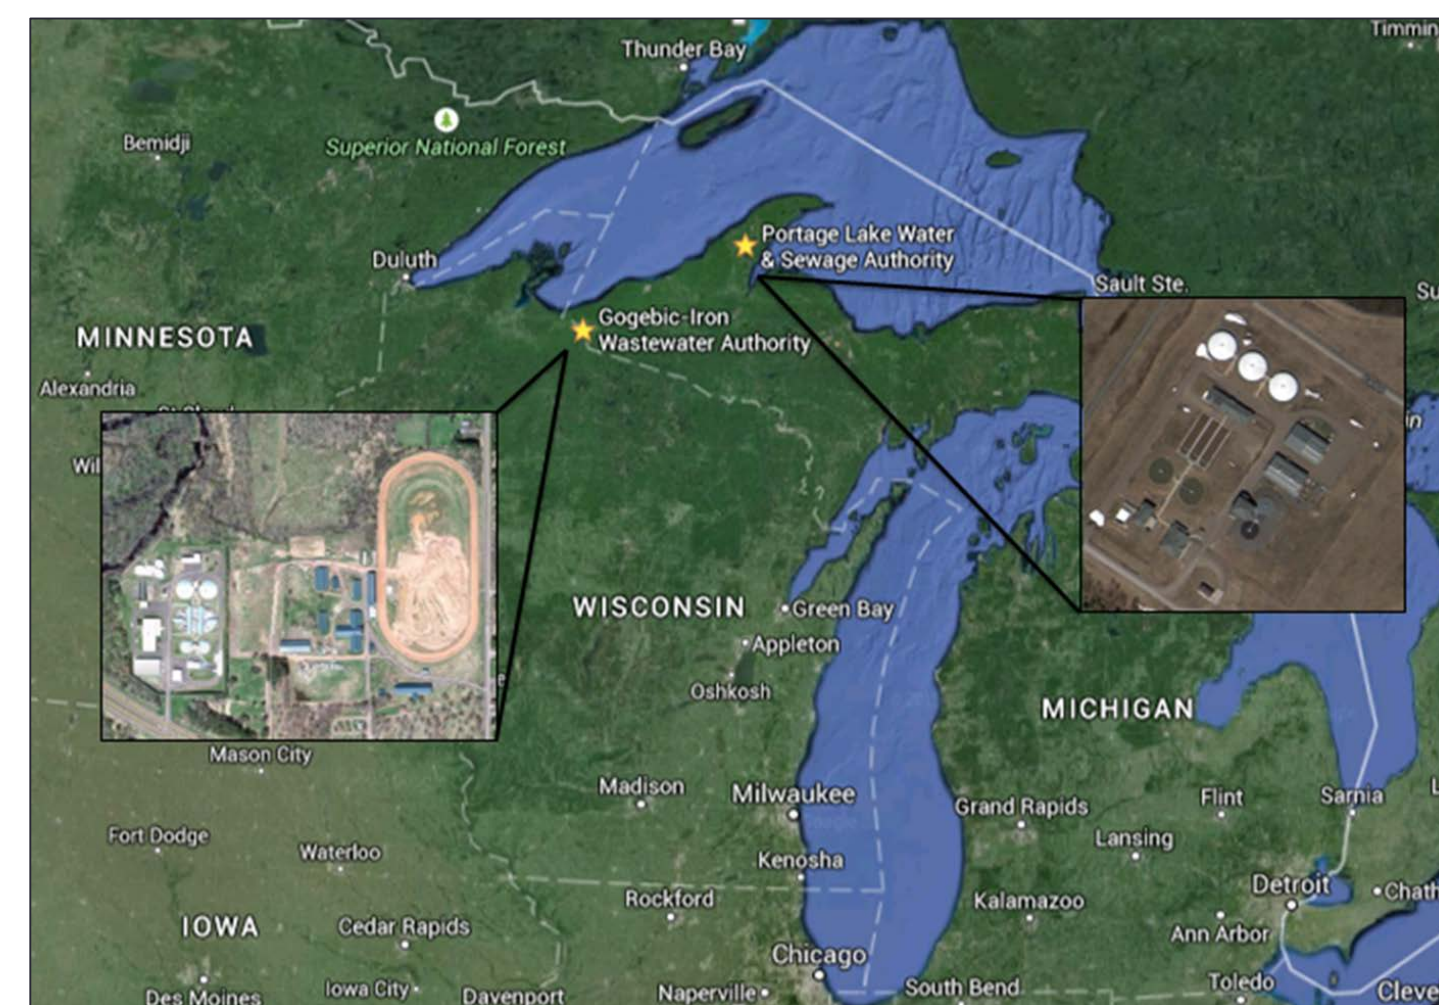 Timmin
Thunder Bay
Superior National Forest
Bemidji
Portage Lake Water
& Sewage Authority
Duluth
Sault Ste.
Su
Gogebic-Iron
Wastewater Authority
MINNESOTA
Alexandria
in
Wil
WISCONSIN
Green Bay
Appleton
Oshkosh
MICHIGAN
Mason City
Madison
Milwaukee
Grand Rapids
Flint
Sarnia
L
Fort Dodge
Waterloo
Lansing
Kenosha
Rockford
Kalamazoo
Detroit
Chath
IOWA
Cedar Rapids
Ann Arbor
Chicago
Des Moines
Iowa City
Davenport
Naperville
South Bend
Toledo
Cleve